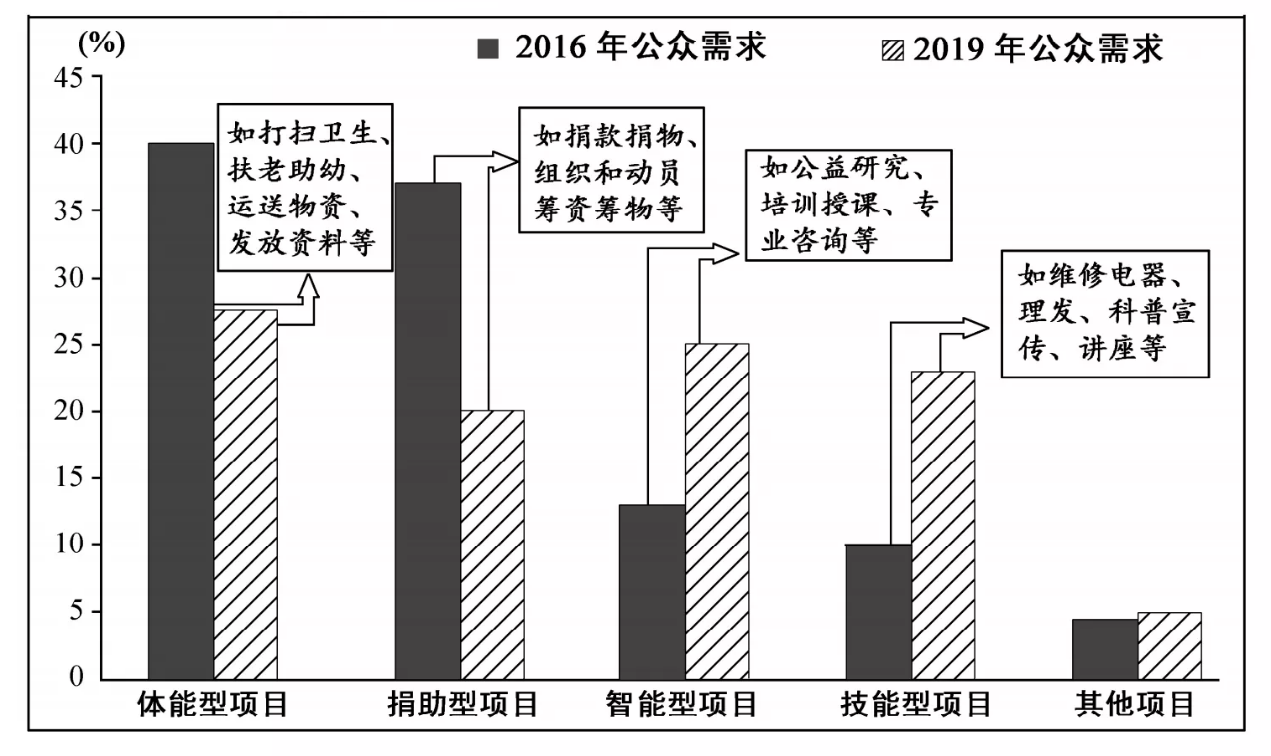 (%)
2016 年公众需求
2019 年公众需求
45
40
35
30
25
20
15
10
5
0
如打扫卫生、
扶老助幼、
运送物资、
发放资料等
如捐款捐物、
组织和动员
筹资筹物等
如公益研究、
培训授课、专
业咨询等
如维修电器、
理发、科普宣
传、讲座等
体能型项目
捐助型项目
智能型项目
技能型项目
其他项目